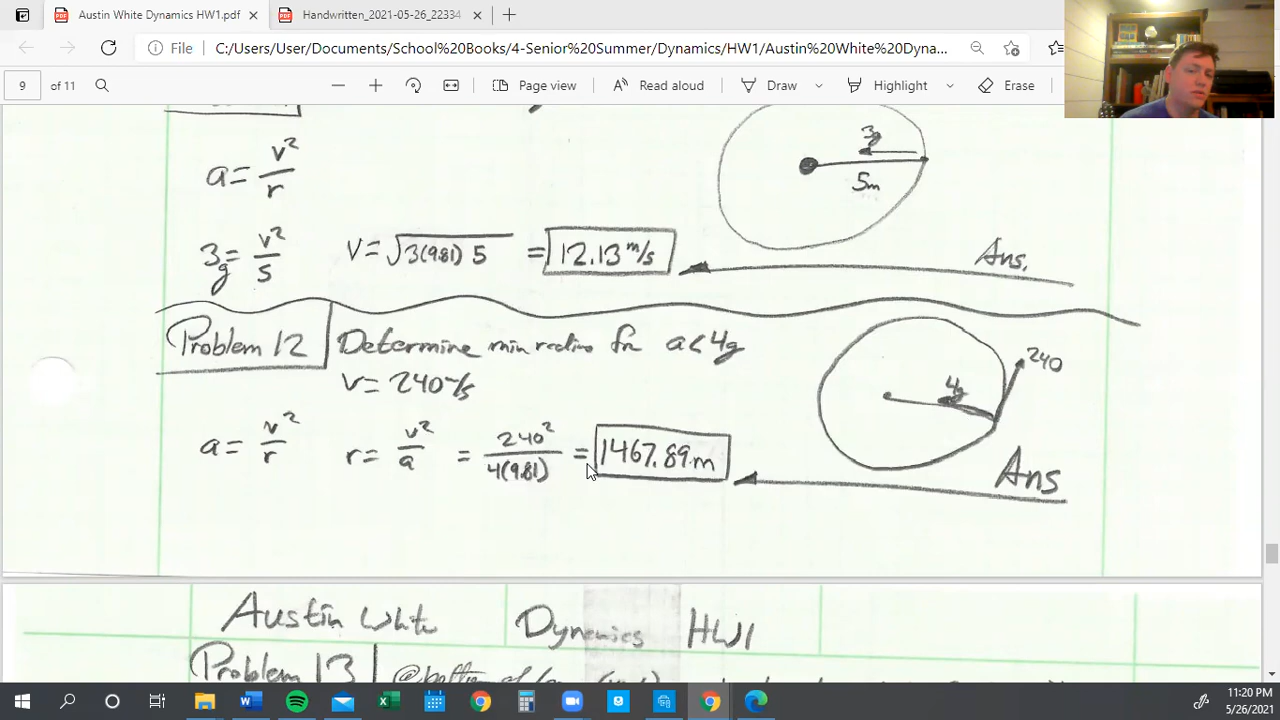 Austin White Dynamics HW1.pdf
Handwritten_2021-05-26_22334
File
C:/Users/User/Documents/School%20Books/4-Senior%20Summer/Dynamics/HW1/Austin%20White%20Dyna...
9 of 11
Page view
Read aloud
Draw
Highlight
Erase
a = v²/r
3g
5m
3g = v²/5
V = √3(9.81) 5 = 12.13 m/s
Ans.
Problem 12 Determine min radius for a < 4g
V = 240 m/s
240
4g
a = v²/r r = v²/a = 240²/4(9.81) = 1467.89 m
Ans
Austin White Dynamics HW1
Problem 13 @bottom of
11:20 PM
5/26/2021